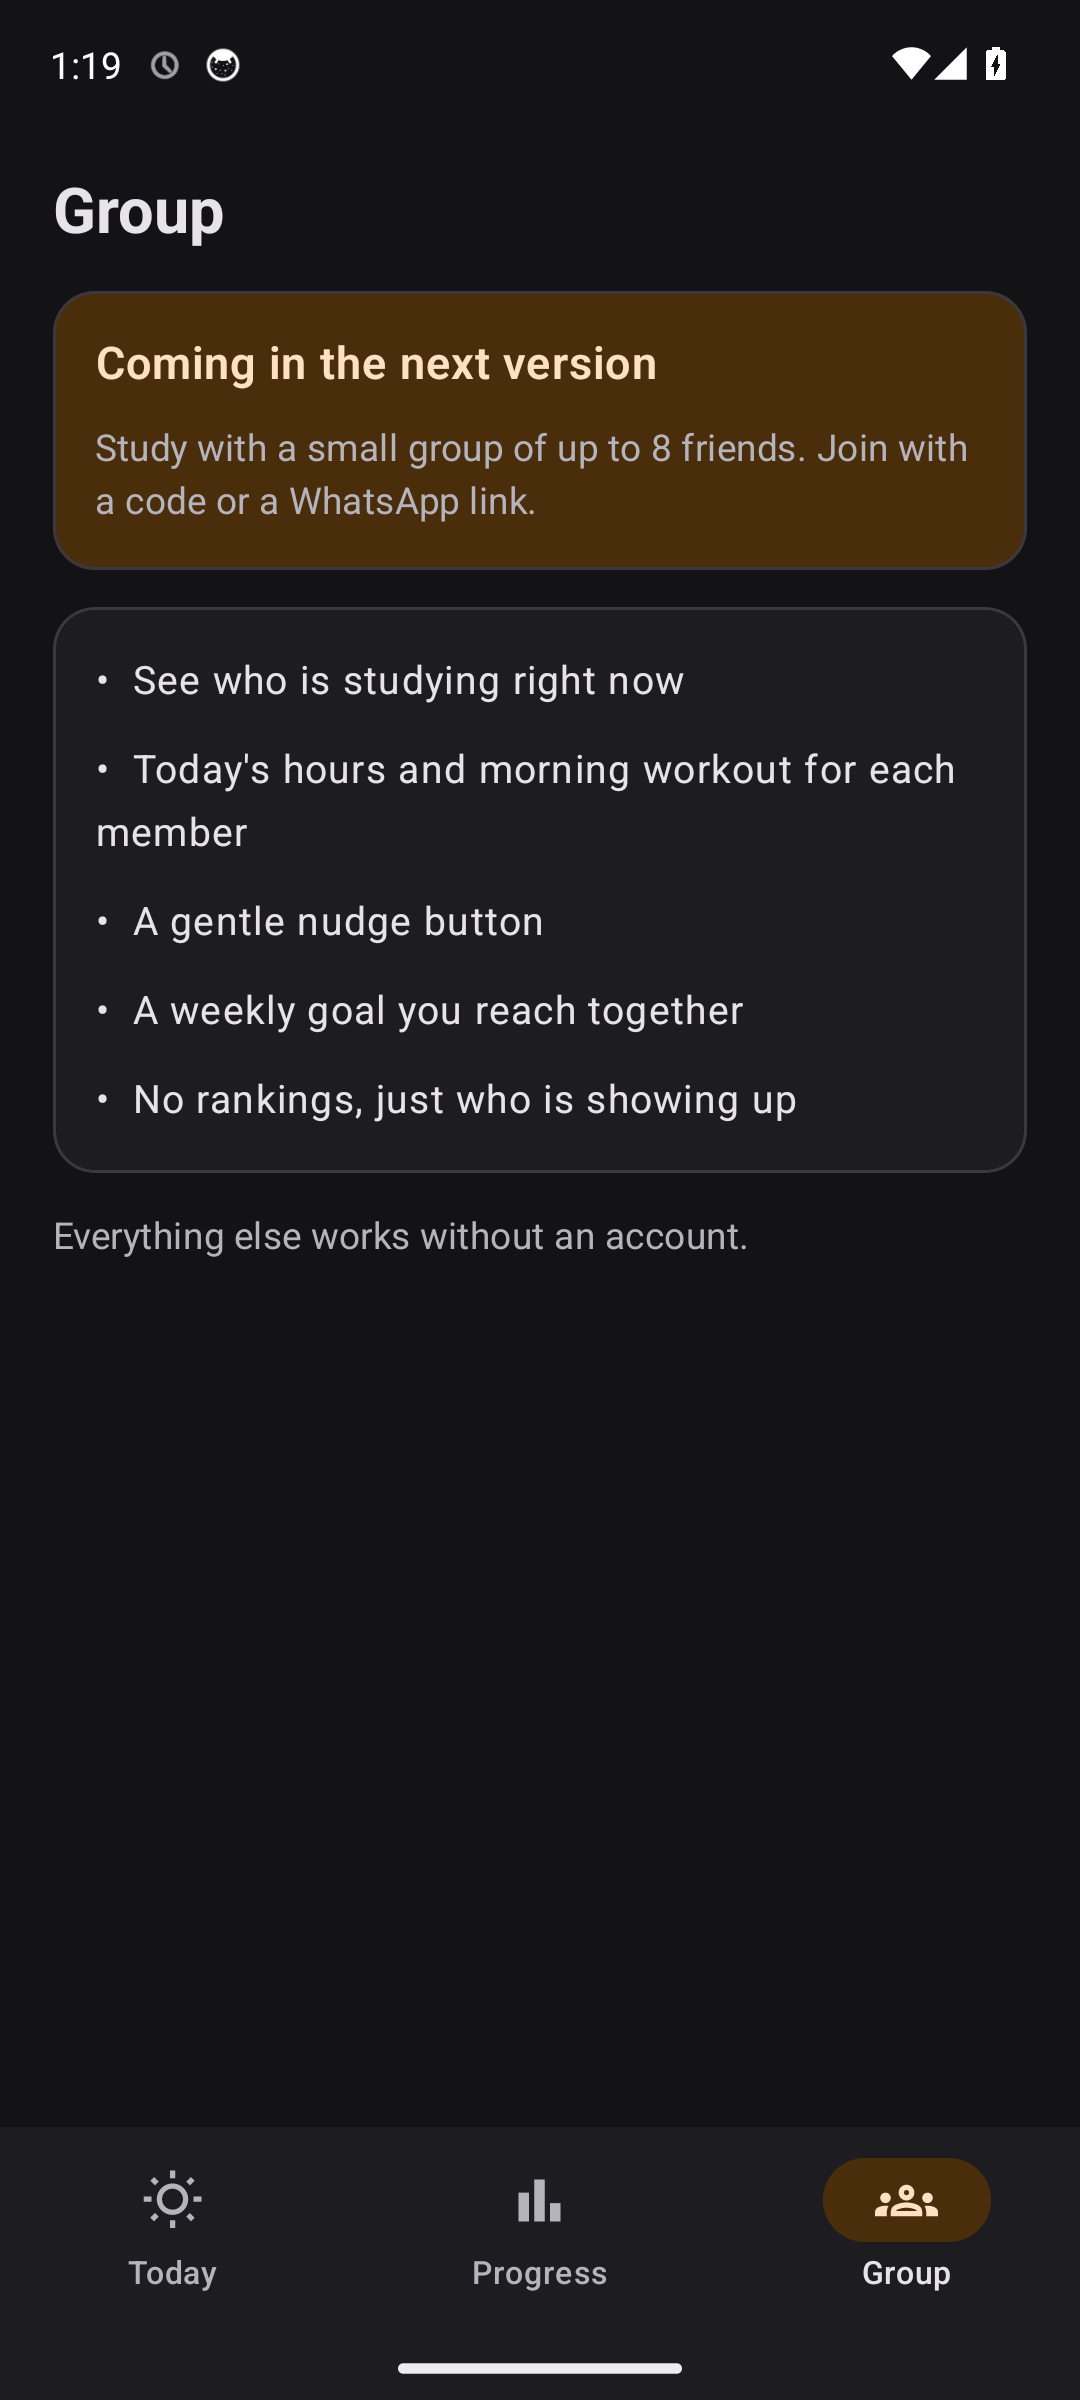 1:19
Group
Coming in the next version
Study with a small group of up to 8 friends. Join with
a code or a WhatsApp link.
• See who is studying right now
• Today's hours and morning workout for each
member
• A gentle nudge button
• A weekly goal you reach together
• No rankings, just who is showing up
Everything else works without an account.
Today
Progress
Group